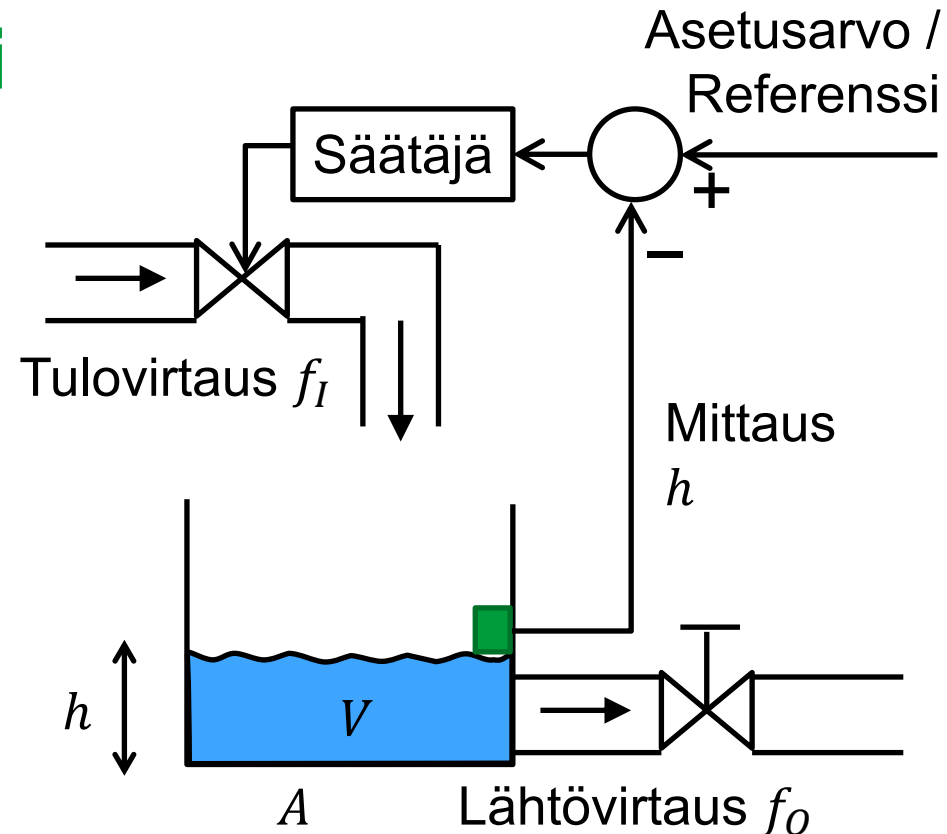 Asetusarvo /
Referenssi
Säätäjä
+
−
Tulovirtaus f_I
Mittaus
h
h
V
A
Lähtövirtaus f_O